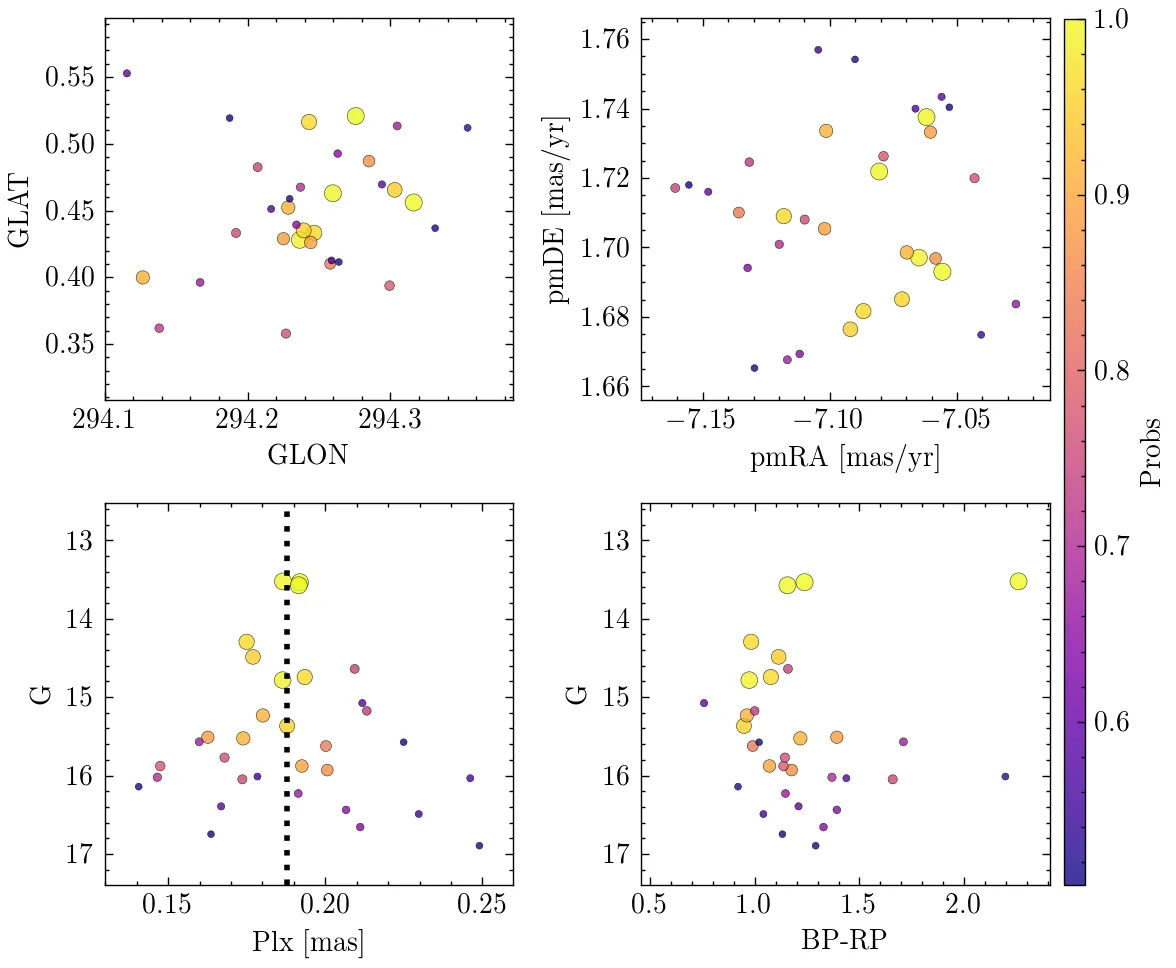 0.55
0.50
0.45
0.40
0.35
GLAT
294.1 294.2 294.3
GLON
1.76
1.74
1.72
1.70
1.68
1.66
pmDE [mas/yr]
−7.15 −7.10 −7.05
pmRA [mas/yr]
1.0
0.9
0.8
0.7
0.6
Probs
13
14
15
16
17
G
0.15 0.20 0.25
Plx [mas]
13
14
15
16
17
G
0.5 1.0 1.5 2.0
BP-RP